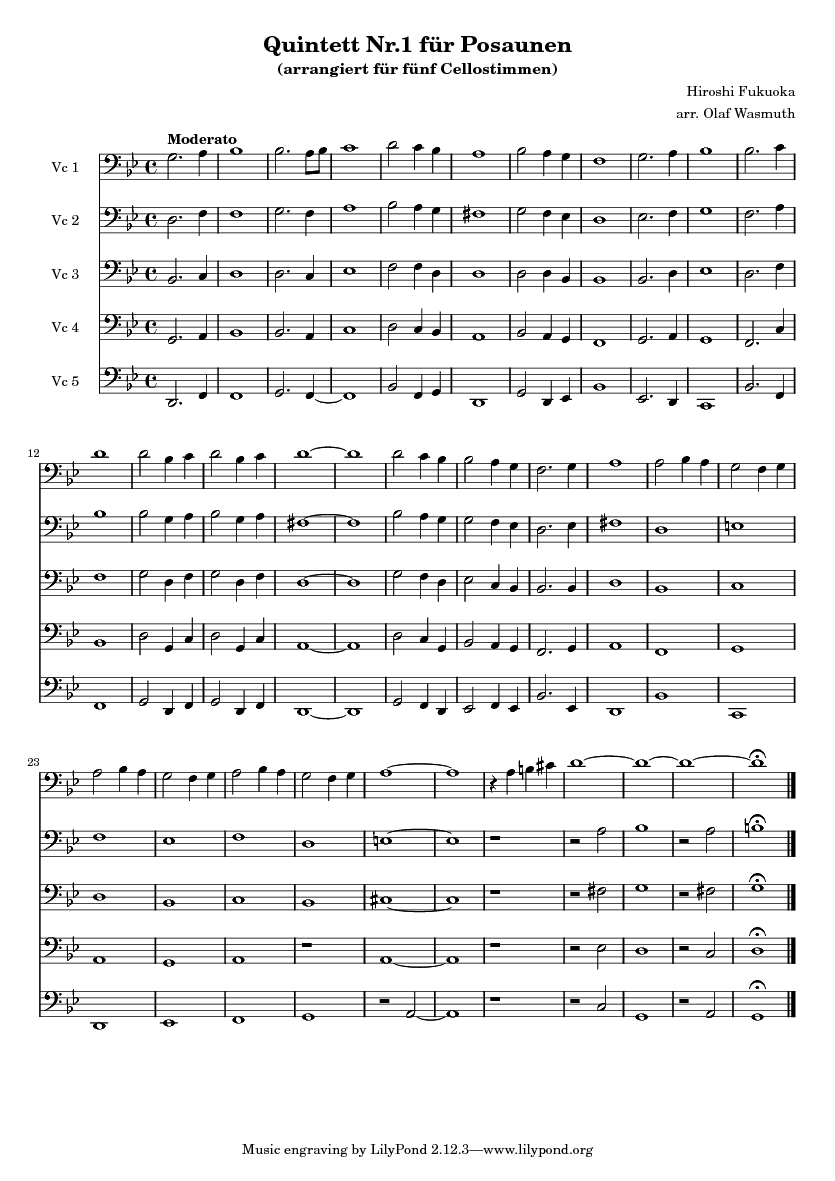 Quintett Nr.1 für Posaunen
(arrangiert für fünf Cellostimmen)
Hiroshi Fukuoka
arr. Olaf Wasmuth
Moderato
Vc 1
Vc 2
Vc 3
Vc 4
Vc 5
12
23
Music engraving by LilyPond 2.12.3—www.lilypond.org